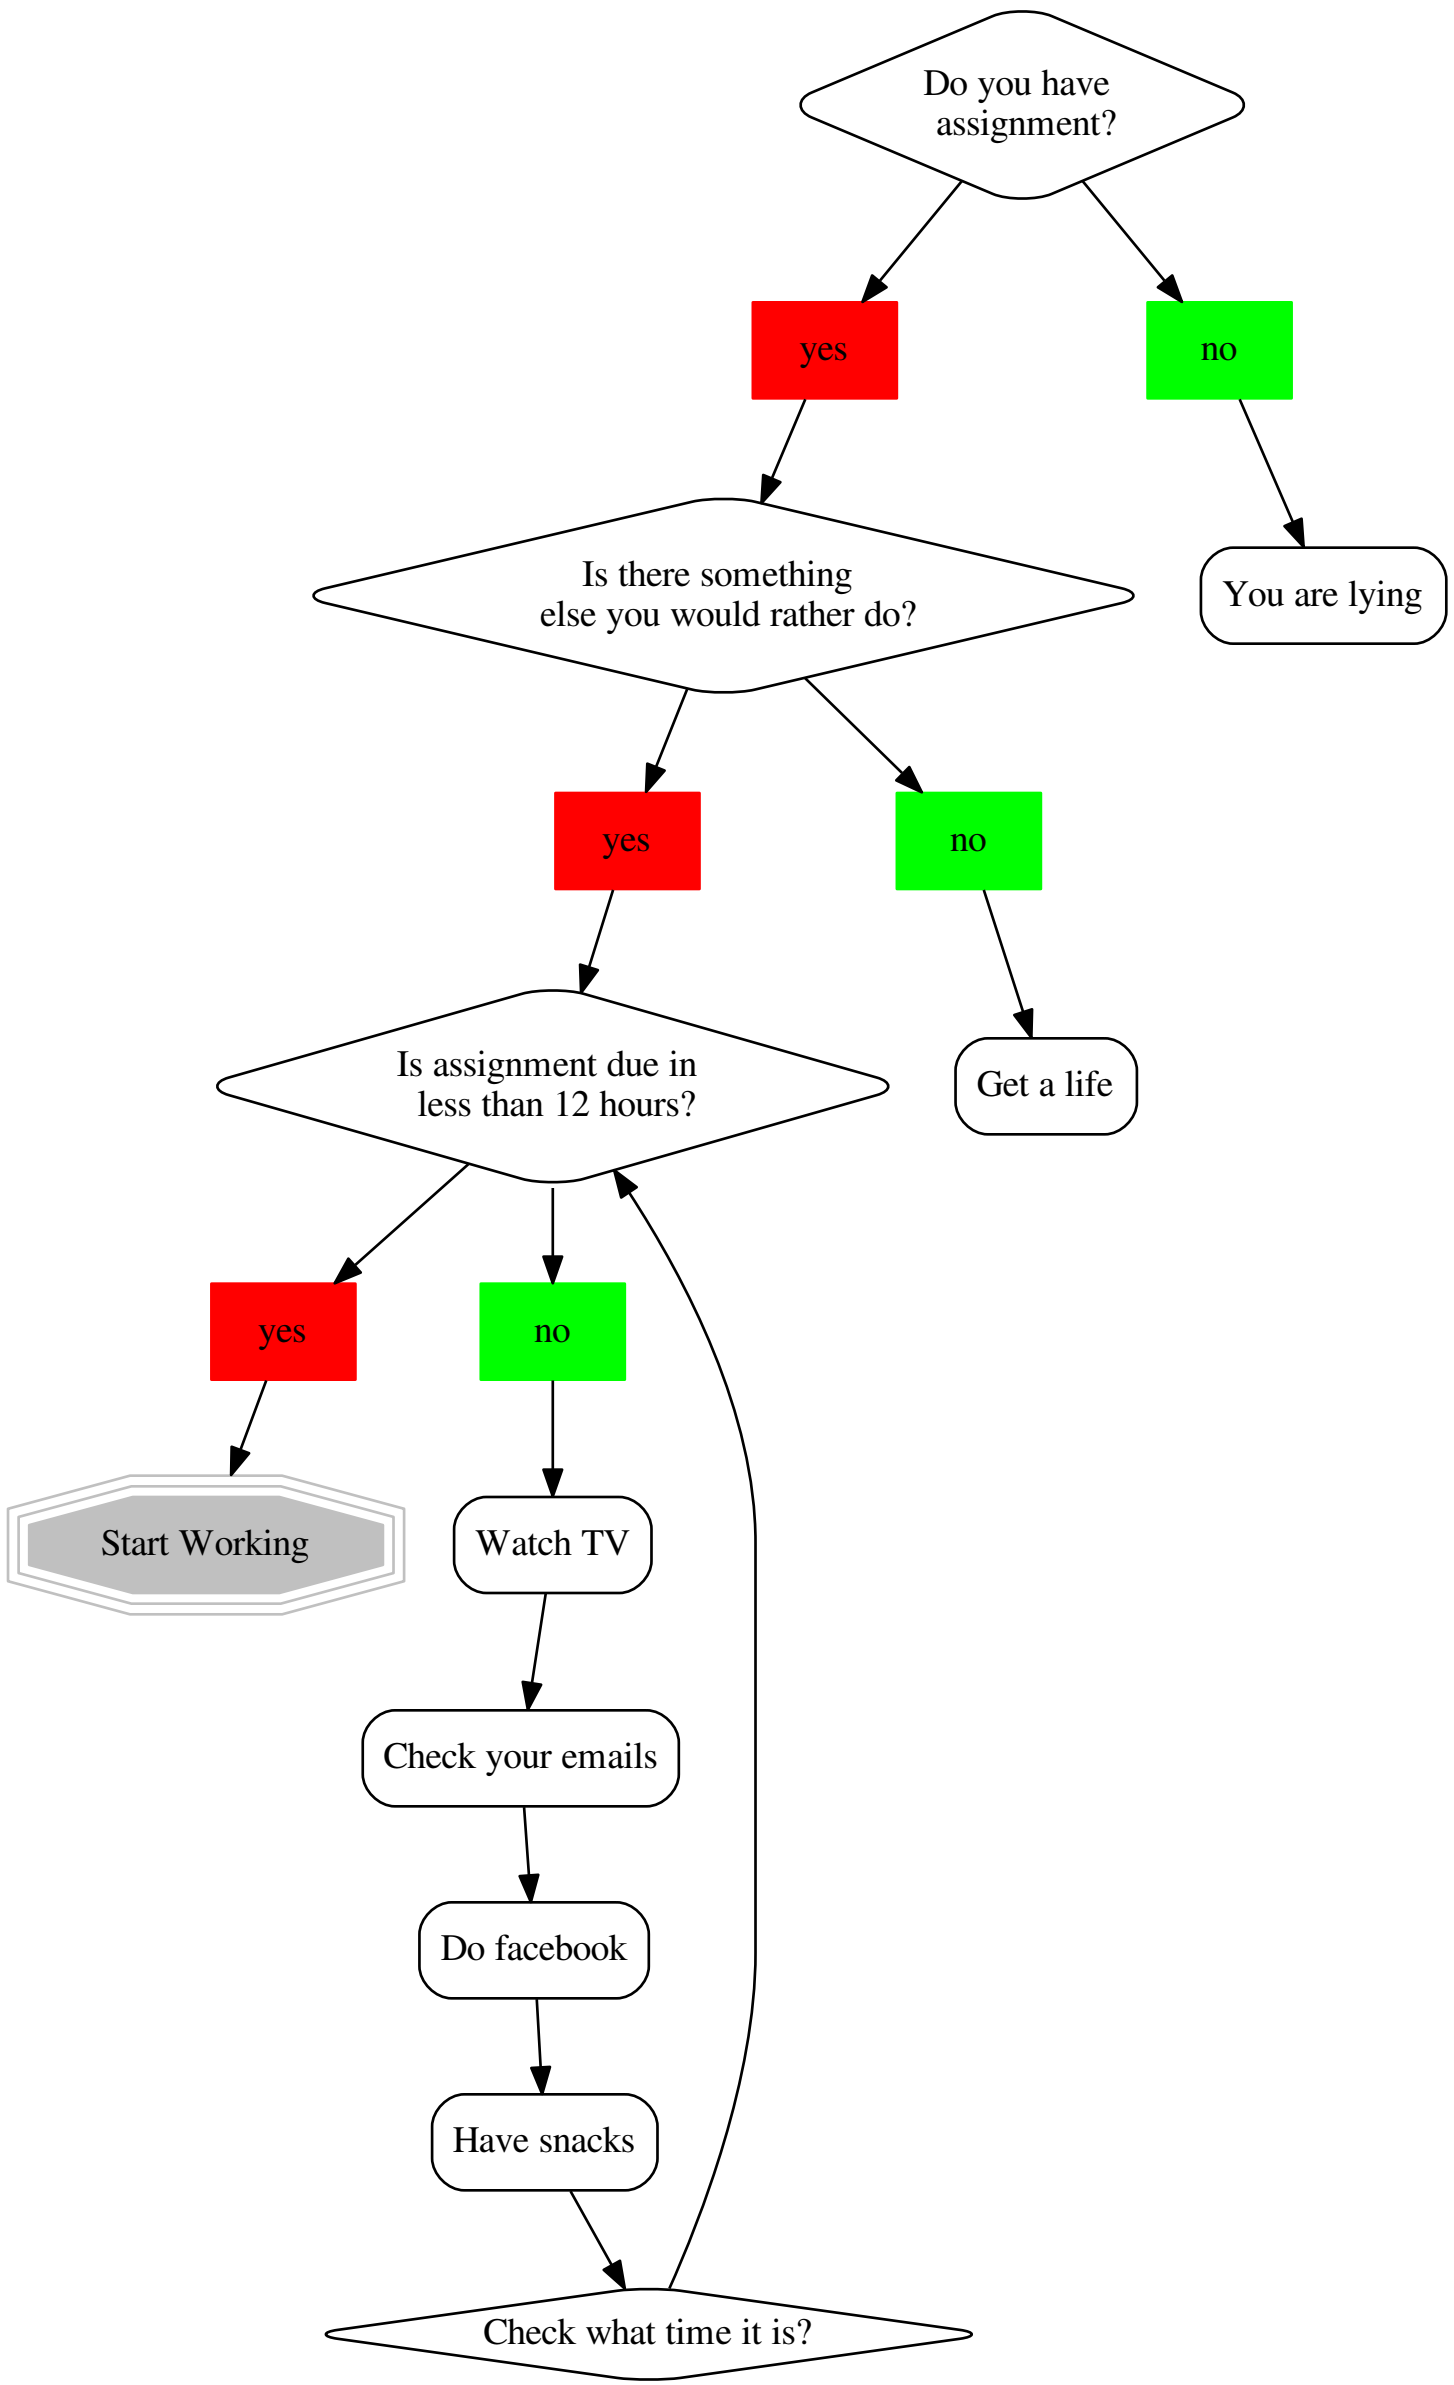 Do you have
assignment?
yes
no
Is there something
else you would rather do?
You are lying
yes
no
Is assignment due in
less than 12 hours?
Get a life
yes
no
Start Working
Watch TV
Check your emails
Do facebook
Have snacks
Check what time it is?